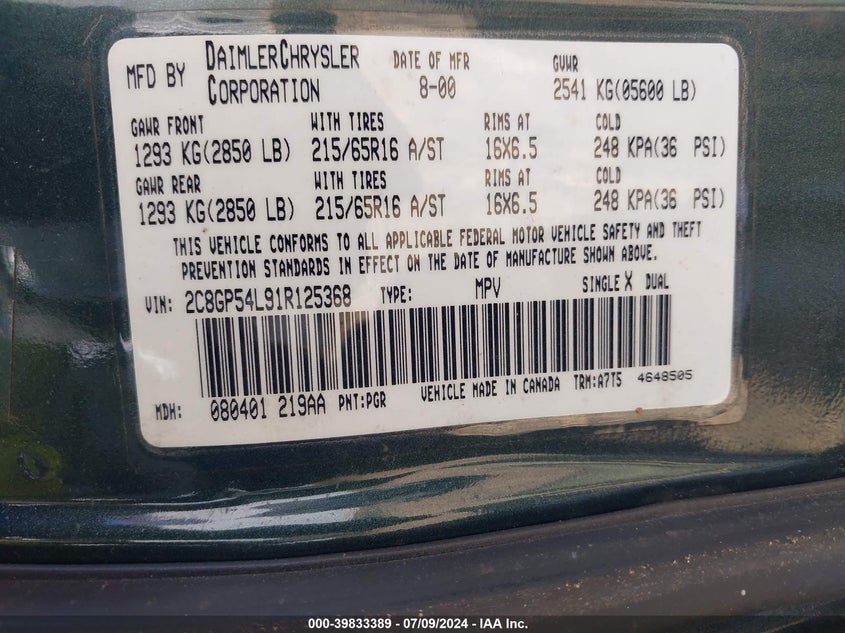 MFD BY DAIMLERCHRYSLER CORPORATION DATE OF MFR 8-00 GVWR 2541 KG(05600 LB)
GAWR FRONT WITH TIRES RIMS AT COLD
1293 KG(2850 LB) 215/65R16 A/ST 16X6.5 248 KPA(36 PSI)
GAWR REAR WITH TIRES RIMS AT COLD
1293 KG(2850 LB) 215/65R16 A/ST 16X6.5 248 KPA(36 PSI)
THIS VEHICLE CONFORMS TO ALL APPLICABLE FEDERAL MOTOR VEHICLE SAFETY AND THEFT
PREVENTION STANDARDS IN EFFECT ON THE DATE OF MANUFACTURE SHOWN ABOVE.
VIN: 2C8GP54L91R125368 TYPE: MPV SINGLE X DUAL
MDH: 080401 219AA PNT:PGR VEHICLE MADE IN CANADA TRM:A7T5 4648505
000-39833389 - 07/09/2024 - IAA Inc.